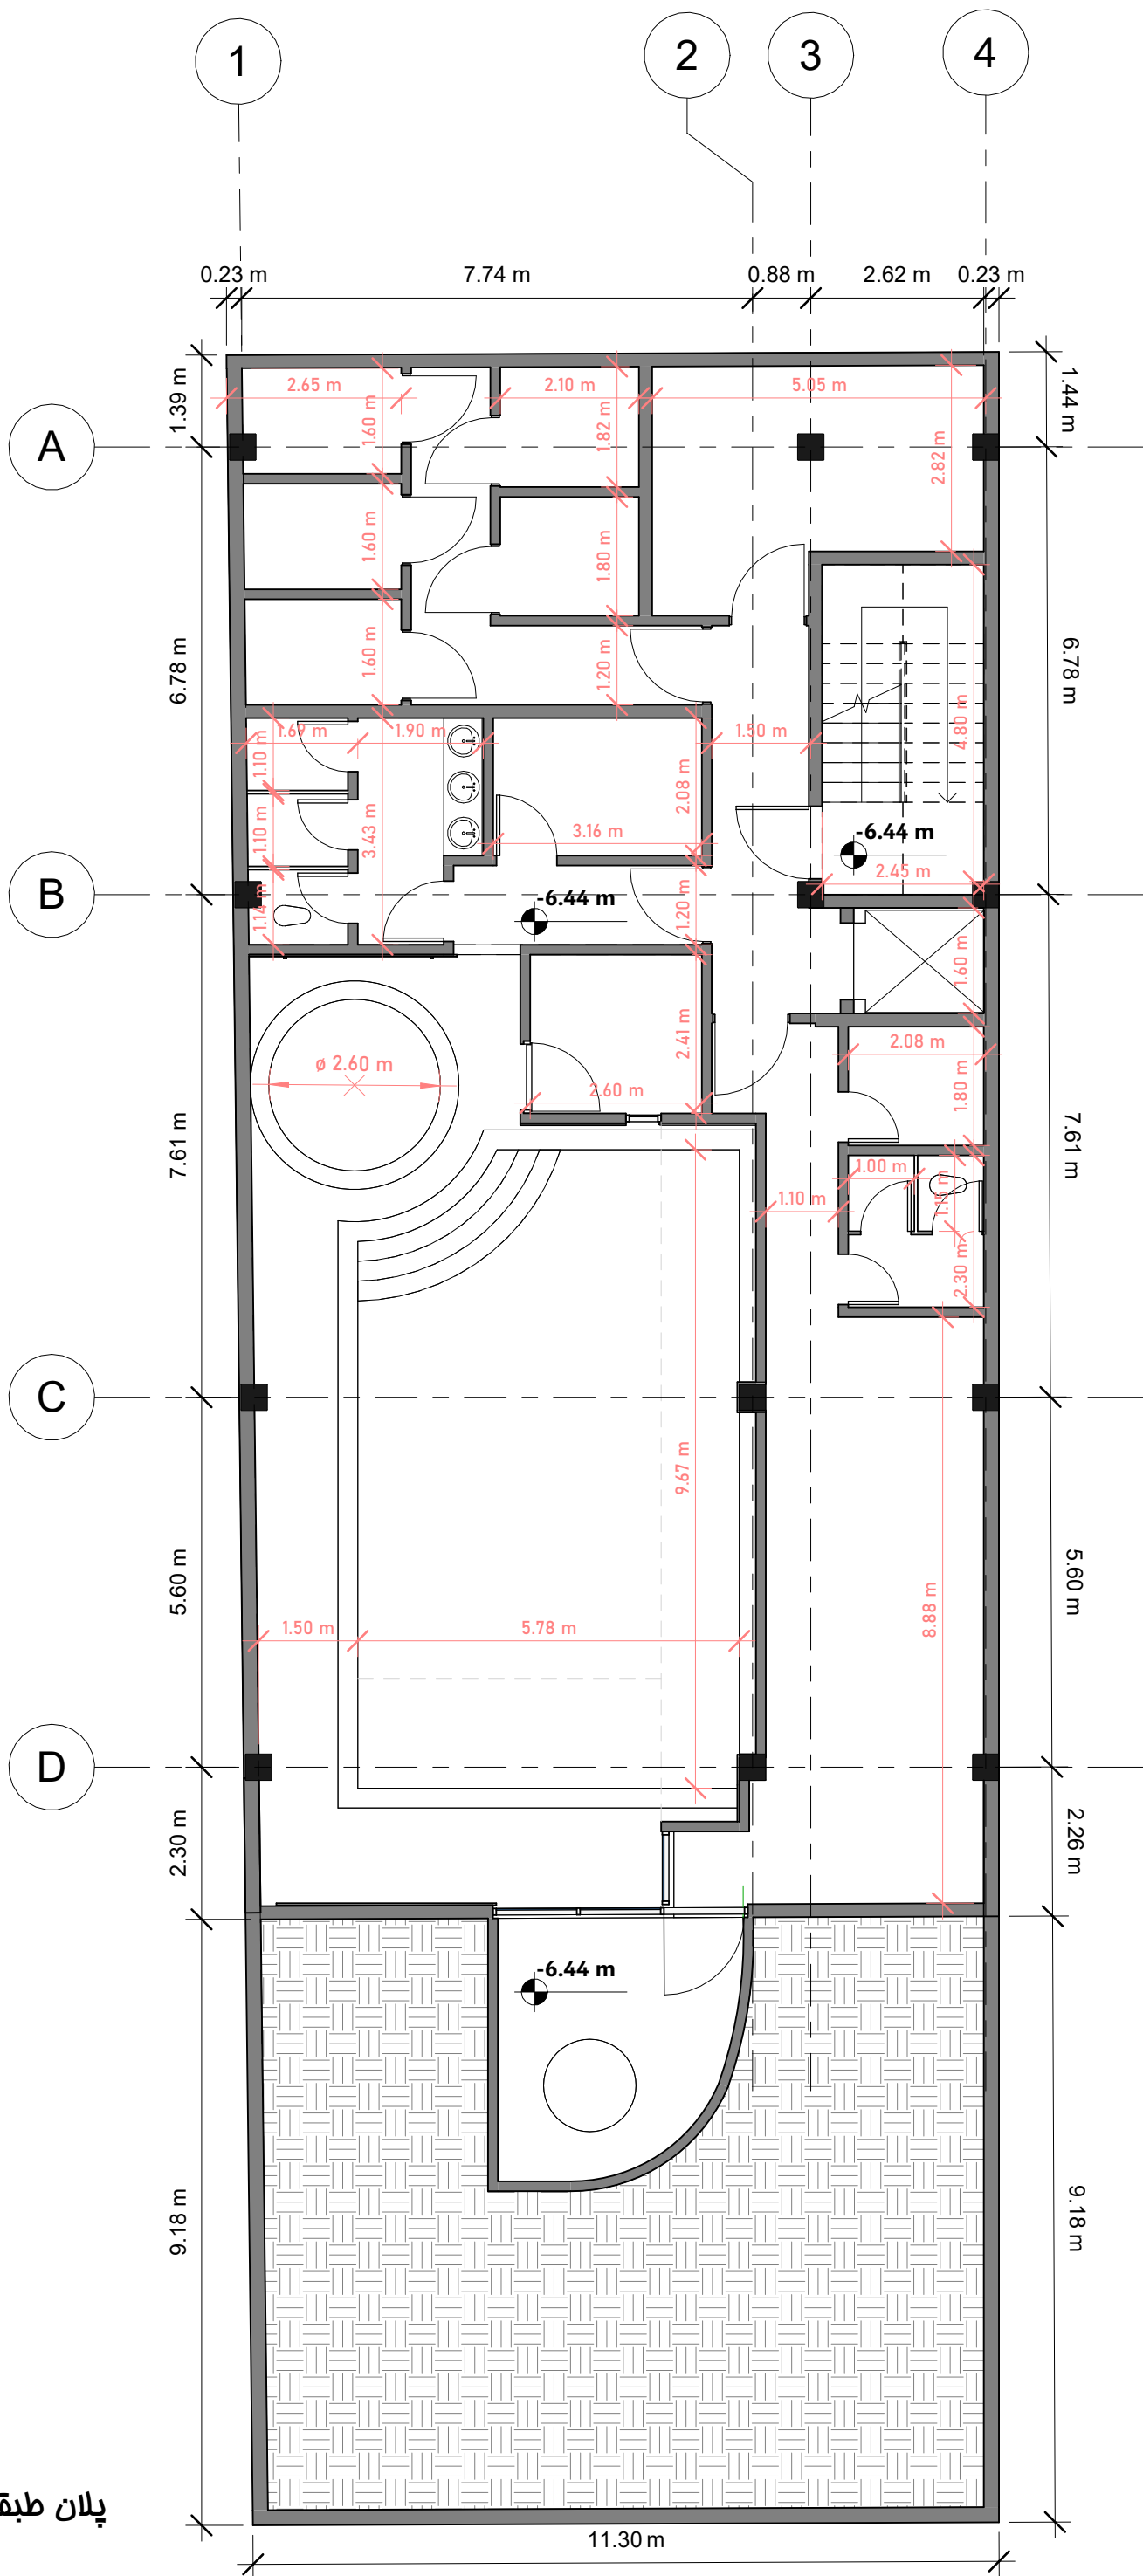 1
2
3
4
0.23 m
7.74 m
0.88 m
2.62 m
0.23 m
1.39 m
1.44 m
2.65 m
2.10 m
5.05 m
1.60 m
1.82 m
2.82 m
A
1.60 m
1.80 m
1.60 m
1.20 m
6.78 m
6.78 m
1.69 m
1.90 m
1.50 m
4.80 m
1.10 m
2.08 m
1.10 m
3.43 m
3.16 m
-6.44 m
2.45 m
B
1.14 m
-6.44 m
1.20 m
1.60 m
2.41 m
2.08 m
ø 2.60 m
2.60 m
1.80 m
7.61 m
7.61 m
1.00 m
1.15 m
1.10 m
2.30 m
C
9.67 m
5.60 m
5.60 m
8.88 m
1.50 m
5.78 m
D
2.30 m
2.26 m
-6.44 m
9.18 m
9.18 m
پلان
11.30 m